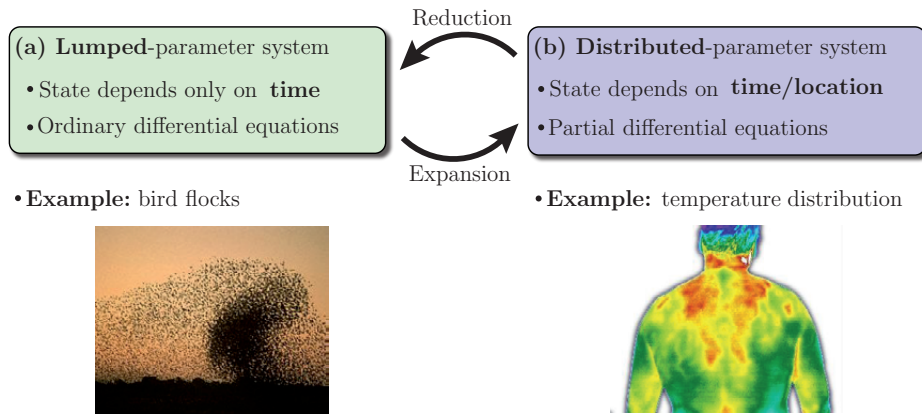 Reduction
(a) Lumped-parameter system
• State depends only on time
• Ordinary differential equations
(b) Distributed-parameter system
• State depends on time/location
• Partial differential equations
Expansion
• Example: bird flocks
• Example: temperature distribution